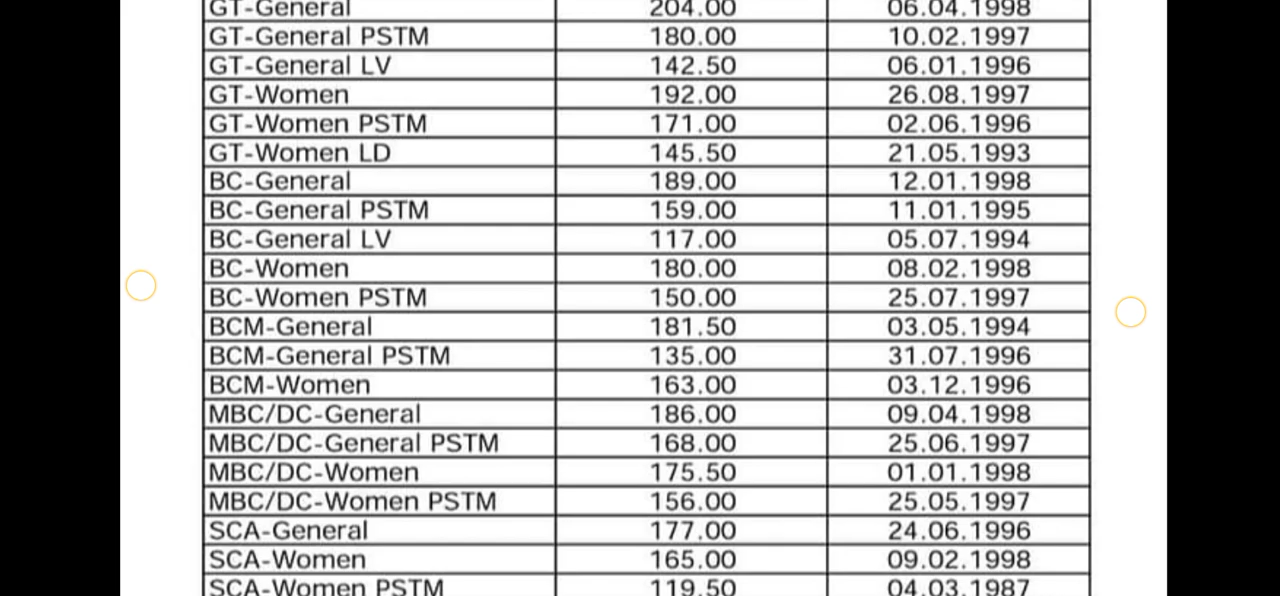 GT-General 204.00 06.04.1998
GT-General PSTM 180.00 10.02.1997
GT-General LV 142.50 06.01.1996
GT-Women 192.00 26.08.1997
GT-Women PSTM 171.00 02.06.1996
GT-Women LD 145.50 21.05.1993
BC-General 189.00 12.01.1998
BC-General PSTM 159.00 11.01.1995
BC-General LV 117.00 05.07.1994
BC-Women 180.00 08.02.1998
BC-Women PSTM 150.00 25.07.1997
BCM-General 181.50 03.05.1994
BCM-General PSTM 135.00 31.07.1996
BCM-Women 163.00 03.12.1996
MBC/DC-General 186.00 09.04.1998
MBC/DC-General PSTM 168.00 25.06.1997
MBC/DC-Women 175.50 01.01.1998
MBC/DC-Women PSTM 156.00 25.05.1997
SCA-General 177.00 24.06.1996
SCA-Women 165.00 09.02.1998
SCA-Women PSTM 119.50 04.03.1987